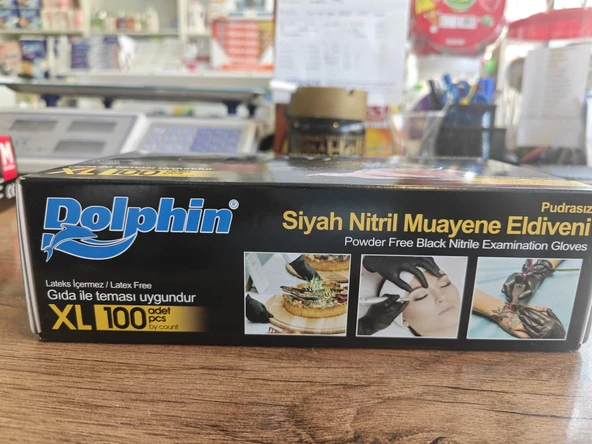 Dolphin®
Pudrasız
Siyah Nitril Muayene Eldiveni
Powder Free Black Nitrile Examination Gloves
Lateks İçermez / Latex Free
Gıda ile teması uygundur
XL 100 adet
pcs
by count
M